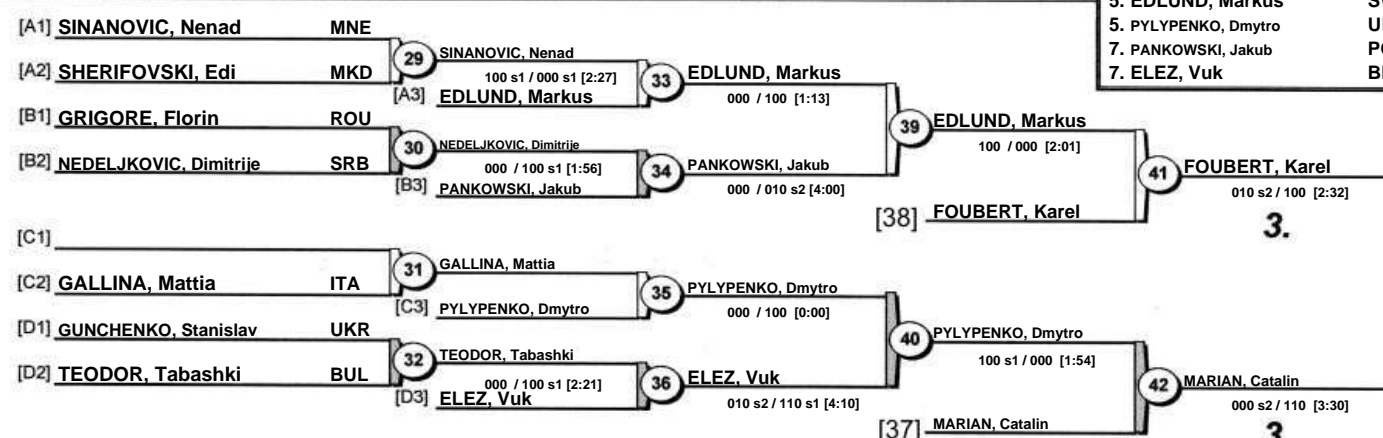 5. EDLUND, Markus
5. PYLYPENKO, Dmytro
7. PANKOWSKI, Jakub
7. ELEZ, Vuk
[A1] SINANOVIC, Nenad MNE
29 SINANOVIC, Nenad
100 s1 / 000 s1 [2:27]
[A2] SHERIFOVSKI, Edi MKD
[A3] EDLUND, Markus
33 EDLUND, Markus
000 / 100 [1:13]
[B1] GRIGORE, Florin ROU
30 NEDELJKOVIC, Dimitrije
000 / 100 s1 [1:56]
[B2] NEDELJKOVIC, Dimitrije SRB
[B3] PANKOWSKI, Jakub
34 PANKOWSKI, Jakub
000 / 010 s2 [4:00]
39 EDLUND, Markus
100 / 000 [2:01]
[38] FOUBERT, Karel
41 FOUBERT, Karel
010 s2 / 100 [2:32]
3.
[C1]
31 GALLINA, Mattia
[C2] GALLINA, Mattia ITA
[C3] PYLYPENKO, Dmytro
35 PYLYPENKO, Dmytro
000 / 100 [0:00]
[D1] GUNCHENKO, Stanislav UKR
32 TEODOR, Tabashki
000 / 100 s1 [2:21]
[D2] TEODOR, Tabashki BUL
[D3] ELEZ, Vuk
36 ELEZ, Vuk
010 s2 / 110 s1 [4:10]
40 PYLYPENKO, Dmytro
100 s1 / 000 [1:54]
[37] MARIAN, Catalin
42 MARIAN, Catalin
000 s2 / 110 [3:30]
3